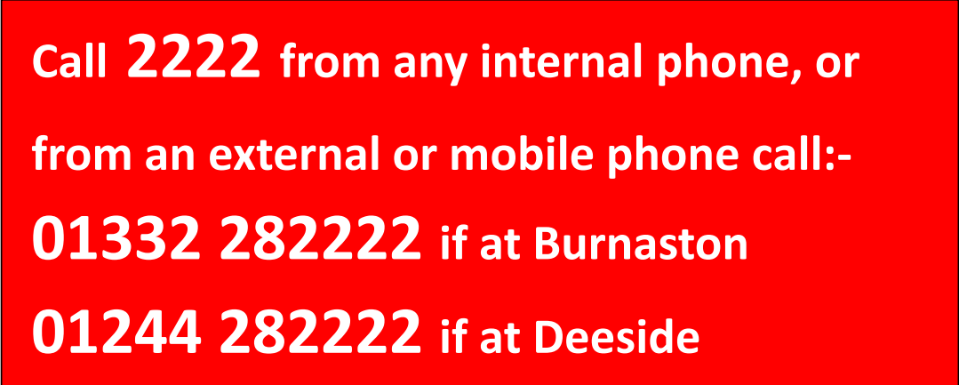 Call 2222 from any internal phone, or
from an external or mobile phone call:-
01332 282222 if at Burnaston
01244 282222 if at Deeside